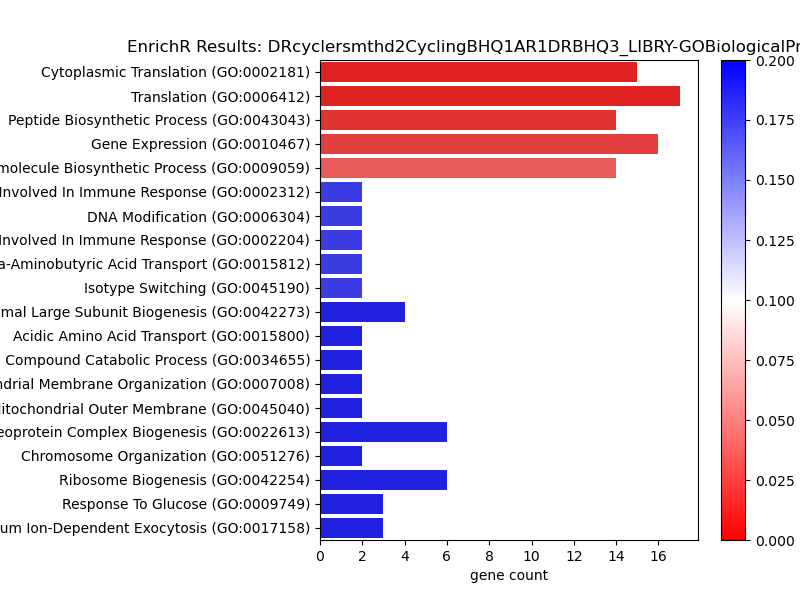 EnrichR Results: DRcyclersmthd2CyclingBHQ1AR1DRBHQ3_LIBRY-GOBiologicalPr
Cytoplasmic Translation (GO:0002181)
Translation (GO:0006412)
Peptide Biosynthetic Process (GO:0043043)
Gene Expression (GO:0010467)
molecule Biosynthetic Process (GO:0009059)
Involved In Immune Response (GO:0002312)
DNA Modification (GO:0006304)
Involved In Immune Response (GO:0002204)
a-Aminobutyric Acid Transport (GO:0015812)
Isotype Switching (GO:0045190)
mal Large Subunit Biogenesis (GO:0042273)
Acidic Amino Acid Transport (GO:0015800)
Compound Catabolic Process (GO:0034655)
ndrial Membrane Organization (GO:0007008)
Mitochondrial Outer Membrane (GO:0045040)
eoprotein Complex Biogenesis (GO:0022613)
Chromosome Organization (GO:0051276)
Ribosome Biogenesis (GO:0042254)
Response To Glucose (GO:0009749)
um Ion-Dependent Exocytosis (GO:0017158)
0 2 4 6 8 10 12 14 16
gene count
0.200
0.175
0.150
0.125
0.100
0.075
0.050
0.025
0.000